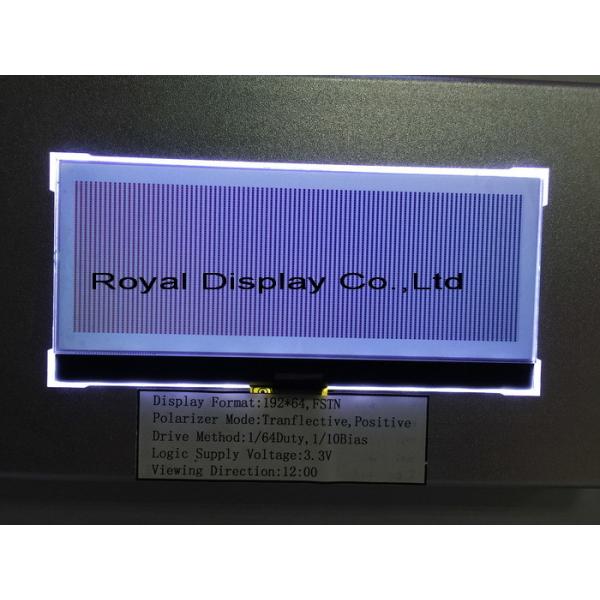 Royal Display Co.,Ltd
Display Format:192*64,FSTN
Polarizer Mode:Tranflective,Positive
Drive Method:1/64Duty,1/10Bias
Logic Supply Voltage:3.3V
Viewing Direction:12:00